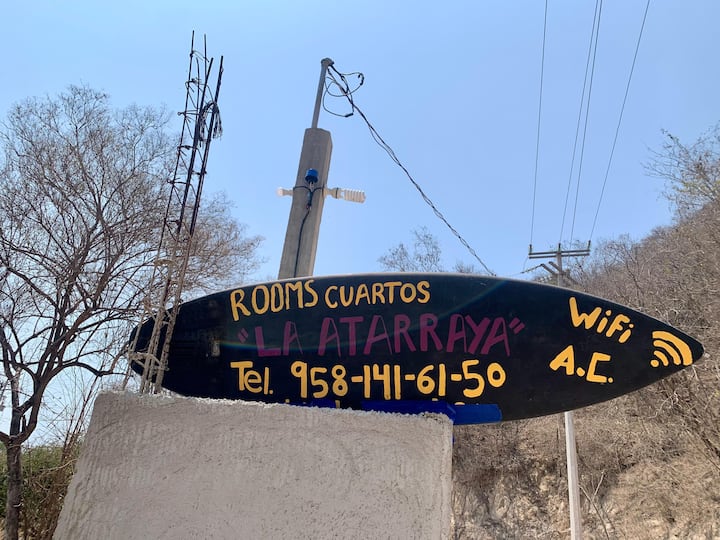 ROOMS CUARTOS
"LA ATARRAYA"
Tel. 958-141-61-50
WiFi
A.C.